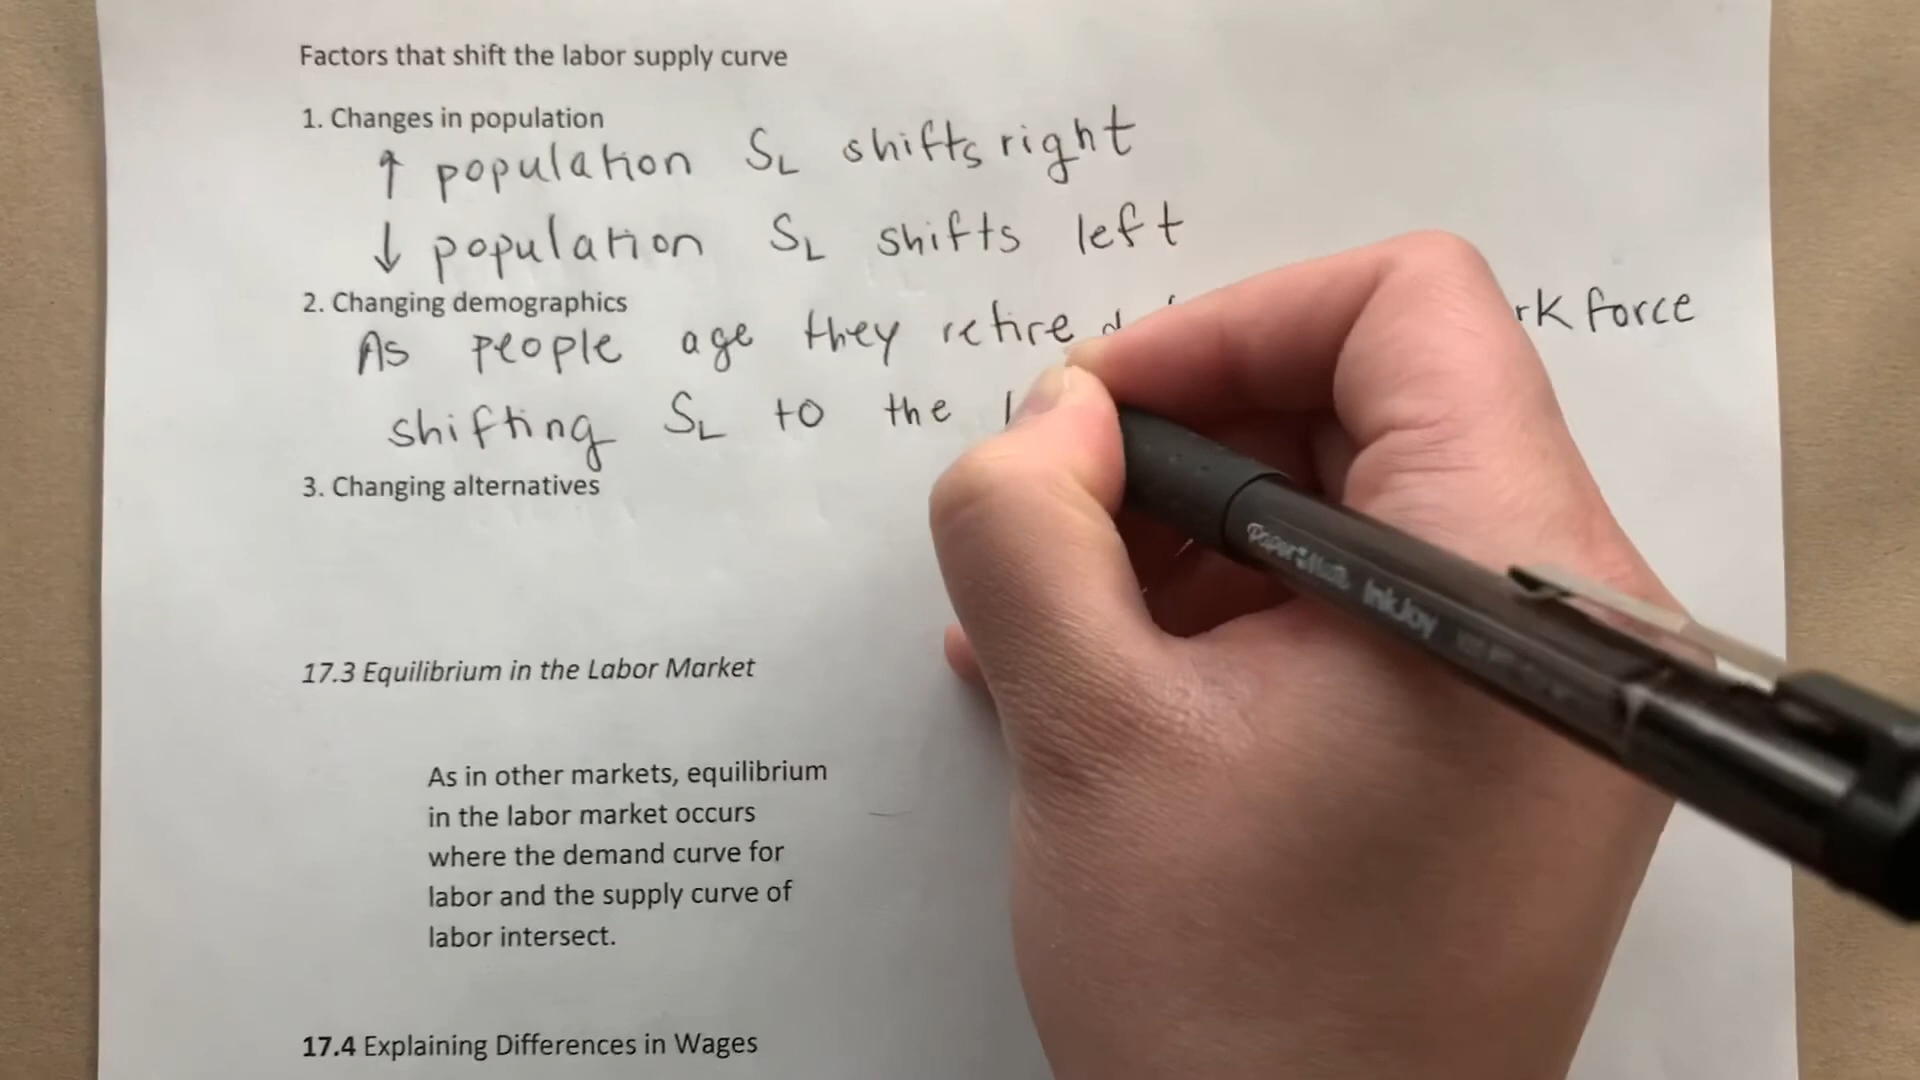 Factors that shift the labor supply curve
1. Changes in population
↑ population SL shifts right
↓ population SL shifts left
2. Changing demographics
As people age they retire rkforce
shifting SL to the
3. Changing alternatives
17.3 Equilibrium in the Labor Market
As in other markets, equilibrium
in the labor market occurs
where the demand curve for
labor and the supply curve of
labor intersect.
17.4 Explaining Differences in Wages
Paper Mate InkJoy